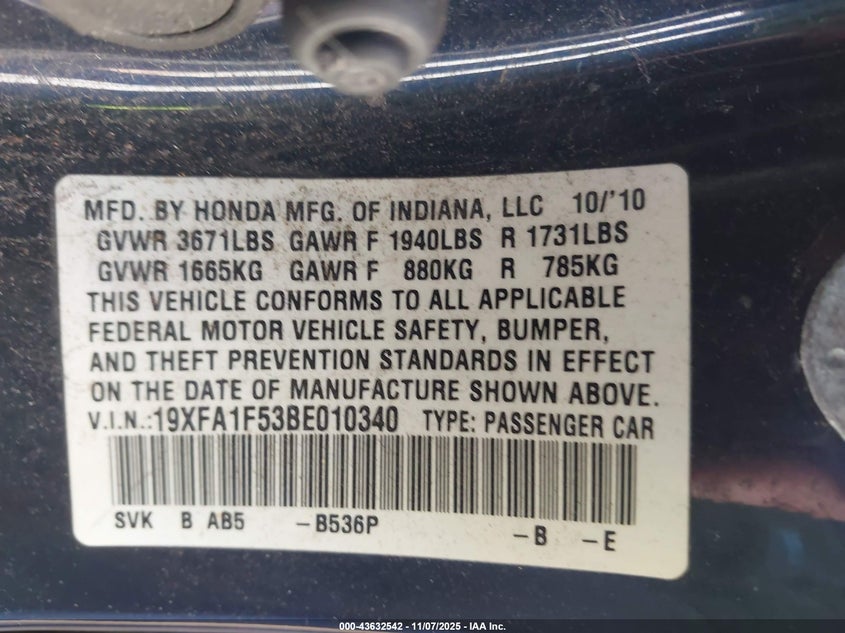 MFD. BY HONDA MFG. OF INDIANA, LLC 10/'10
GVWR 3671LBS GAWR F 1940LBS R 1731LBS
GVWR 1665KG GAWR F 880KG R 785KG
THIS VEHICLE CONFORMS TO ALL APPLICABLE
FEDERAL MOTOR VEHICLE SAFETY, BUMPER,
AND THEFT PREVENTION STANDARDS IN EFFECT
ON THE DATE OF MANUFACTURE SHOWN ABOVE.
V.I.N.:19XFA1F53BE010340 TYPE: PASSENGER CAR
SVK B AB5 -B536P -B -E
000-43632542 - 11/07/2025 - IAA Inc.